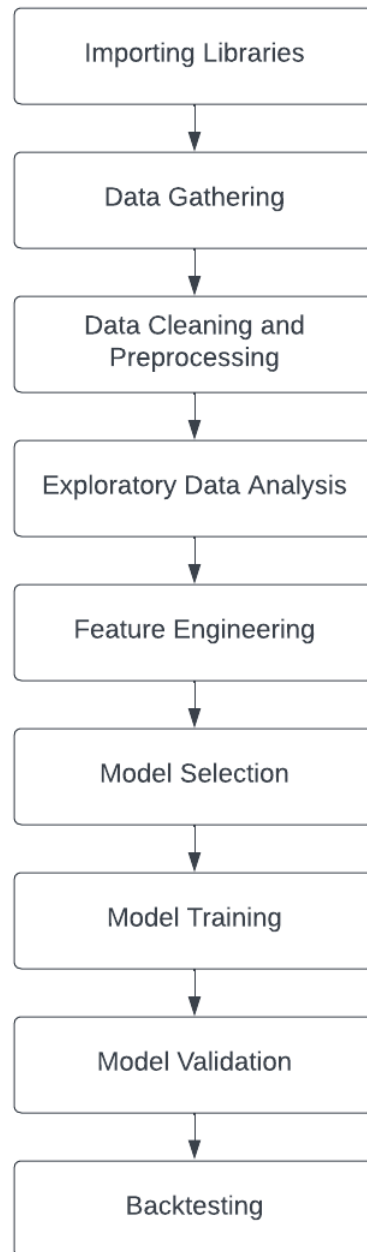 Importing Libraries
Data Gathering
Data Cleaning and
Preprocessing
Exploratory Data Analysis
Feature Engineering
Model Selection
Model Training
Model Validation
Backtesting